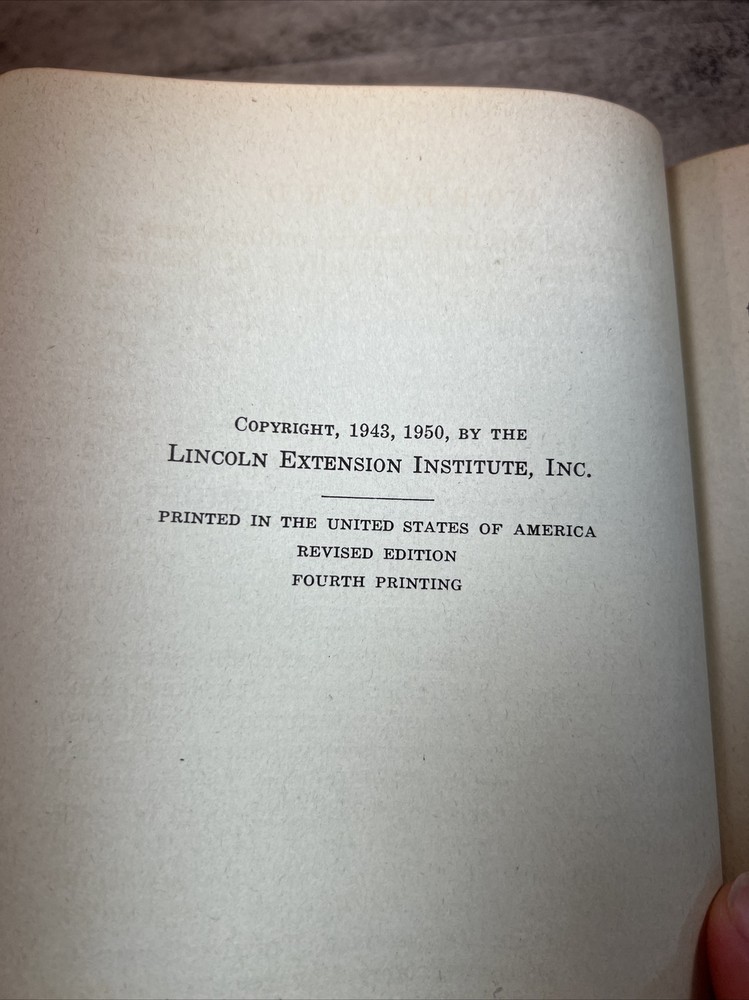 COPYRIGHT, 1943, 1950, BY THE
LINCOLN EXTENSION INSTITUTE, INC.
PRINTED IN THE UNITED STATES OF AMERICA
REVISED EDITION
FOURTH PRINTING